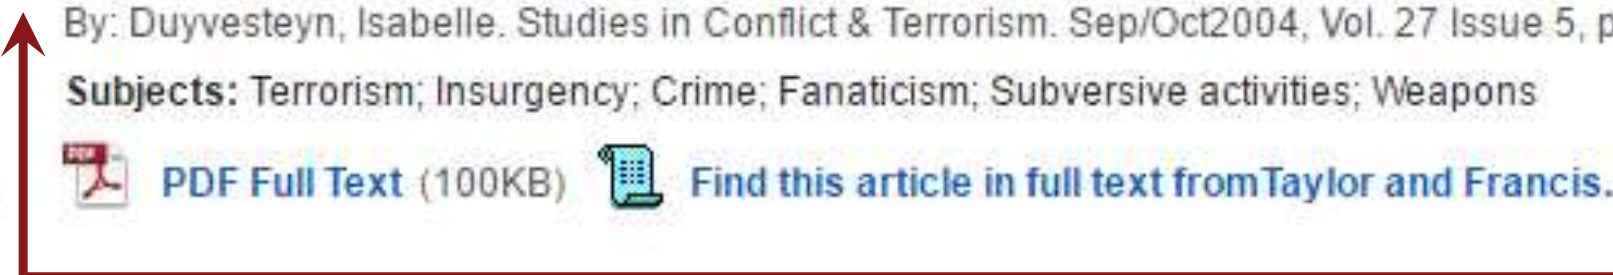 By: Duyvesteyn, Isabelle. Studies in Conflict & Terrorism. Sep/Oct2004, Vol. 27 Issue 5, p
Subjects: Terrorism; Insurgency; Crime; Fanaticism; Subversive activities; Weapons
PDF PDF Full Text (100KB) Find this article in full text fromTaylor and Francis.